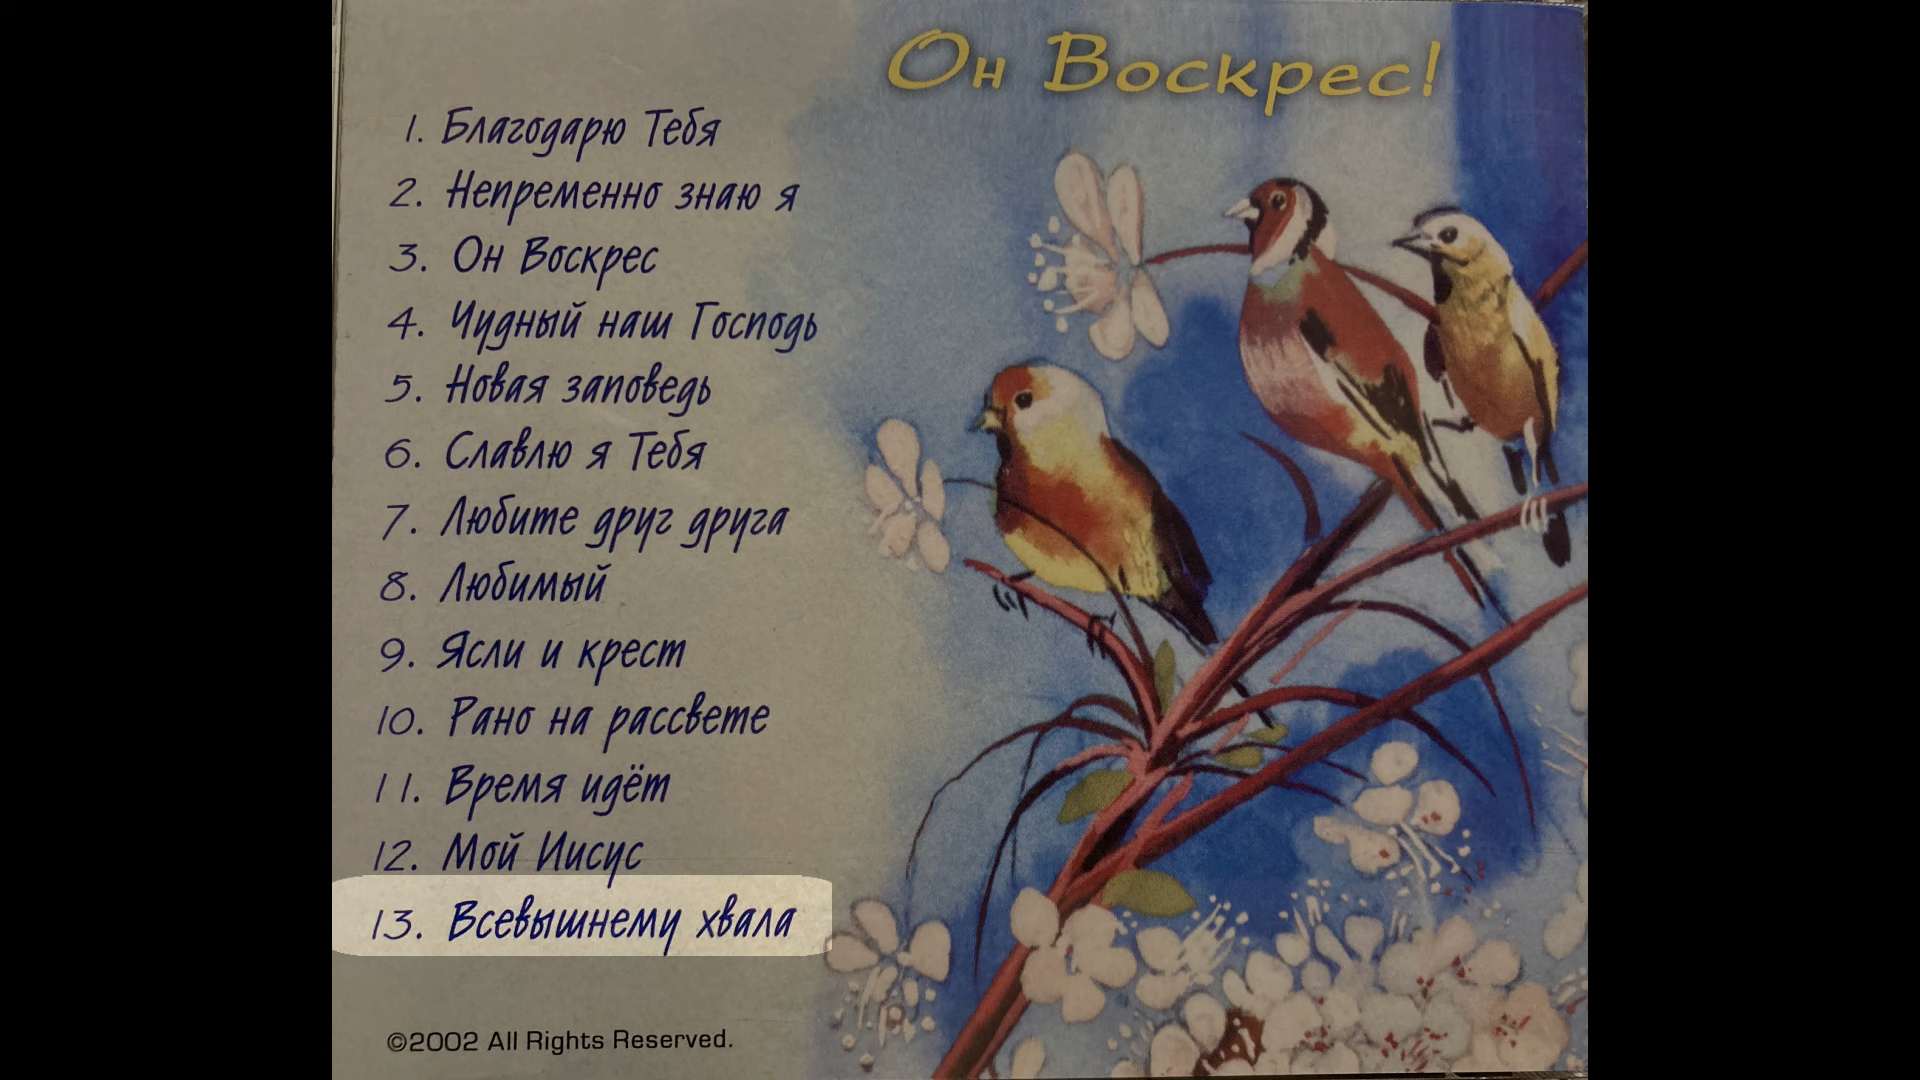 Он Воскрес!
1. Благодарю Тебя
2. Непременно знаю я
3. Он Воскрес
4. Чудный наш Господь
5. Новая заповедь
6. Славлю я Тебя
7. Любите друг друга
8. Любимый
9. Ясли и крест
10. Рано на рассвете
11. Время идёт
12. Мой Иисус
13. Всевышнему хвала
©2002 All Rights Reserved.